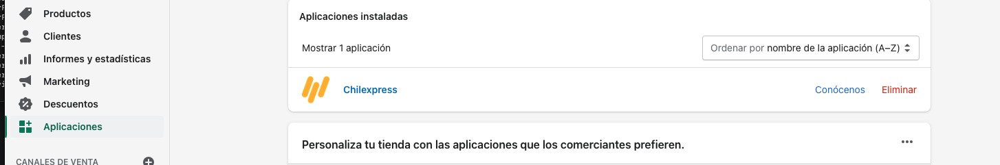 Productos
Clientes
Informes y estadísticas
Marketing
Descuentos
Aplicaciones
CANALES DE VENTA
Aplicaciones instaladas
Mostrar 1 aplicación
Ordenar por nombre de la aplicación (A–Z)
Chilexpress
Conócenos
Eliminar
Personaliza tu tienda con las aplicaciones que los comerciantes prefieren.